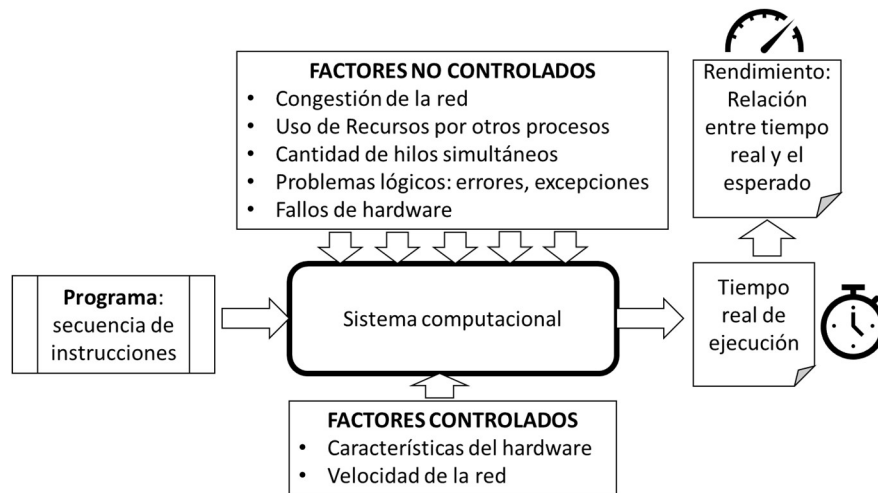 FACTORES NO CONTROLADOS
• Congestión de la red
• Uso de Recursos por otros procesos
• Cantidad de hilos simultáneos
• Problemas lógicos: errores, excepciones
• Fallos de hardware
Rendimiento:
Relación
entre tiempo
real y el
esperado
Programa:
secuencia de
instrucciones
Sistema computacional
Tiempo
real de
ejecución
FACTORES CONTROLADOS
• Características del hardware
• Velocidad de la red